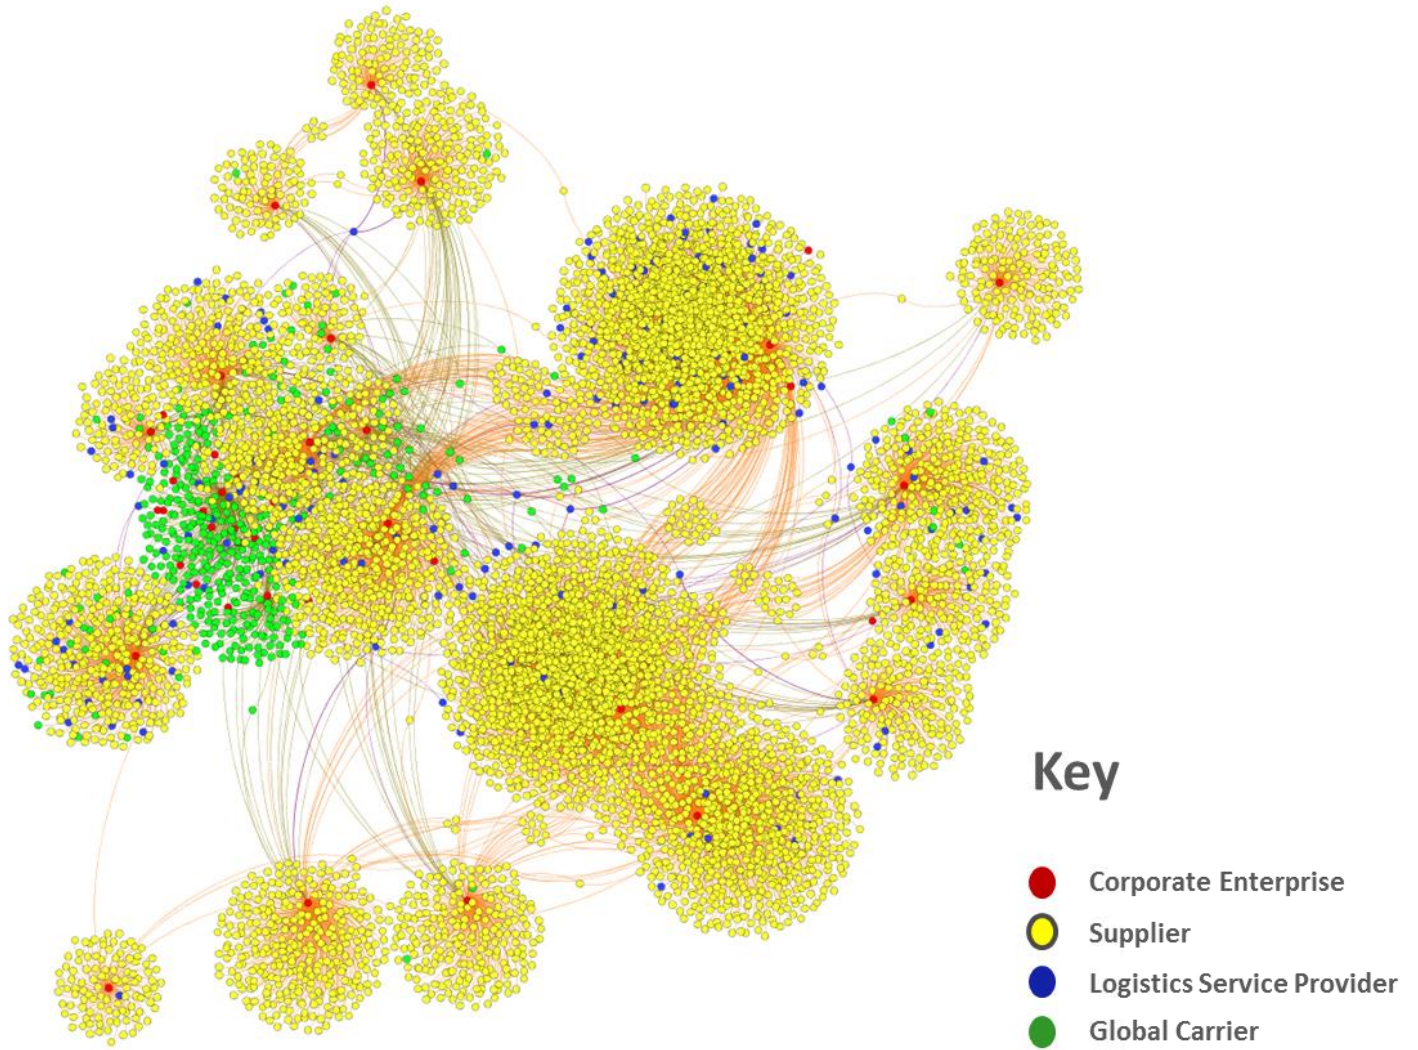 Key
Corporate Enterprise
Supplier
Logistics Service Provider
Global Carrier